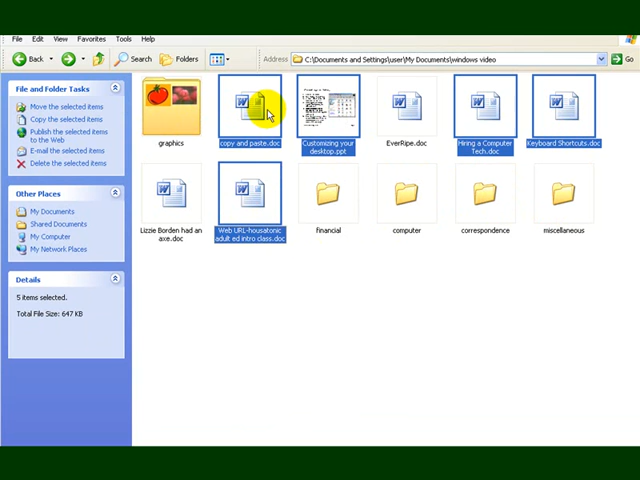 File Edit View Favorites Tools Help
Back Search Folders Address C:\Documents and Settings\user\My Documents\windows video Go
File and Folder Tasks
Move the selected items
Copy the selected items
Publish the selected items
to the Web
E-mail the selected items
Delete the selected items
Other Places
My Documents
Shared Documents
My Computer
My Network Places
Details
5 items selected.
Total File Size: 647 KB
graphics
copy and paste.doc
Customizing your
desktop.ppt
EverRipe.doc
Hiring a Computer
Tech.doc
Keyboard Shortcuts.doc
Lizzie Borden had an
axe.doc
Web URL-housatonic
adult ed intro class.doc
financial
computer
correspondence
miscellaneous